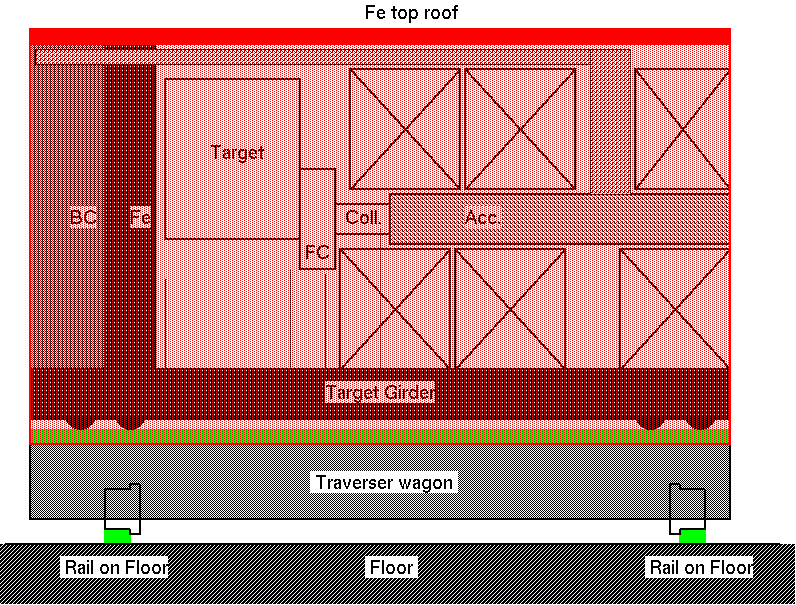 Fe top roof
Target
BC
Fe
Coll.
Acc.
FC
Target Girder
Traverser wagon
Rail on Floor
Floor
Rail on Floor